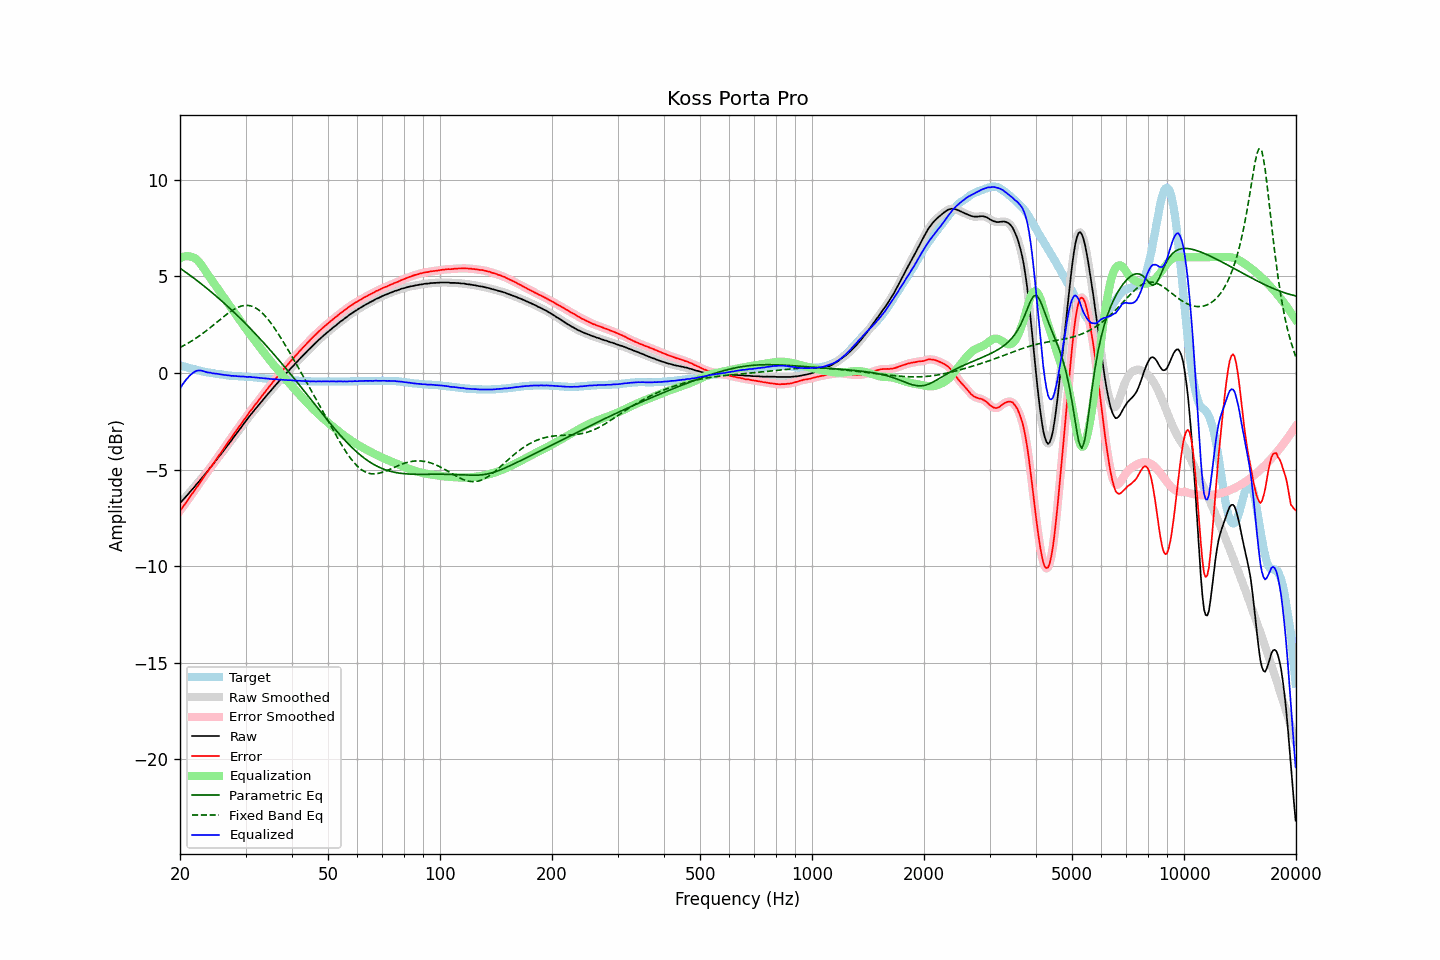 Koss Porta Pro
Amplitude (dBr)
10
5
0
−5
−10
−15
−20
Target
Raw Smoothed
Error Smoothed
Raw
Error
Equalization
Parametric Eq
Fixed Band Eq
Equalized
20 50 100 200 500 1000 2000 5000 10000 20000
Frequency (Hz)